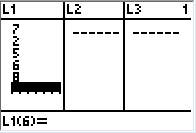 L1 L2 L3 1
7 ------ ------
2
5
6
8
------
L1(6)=